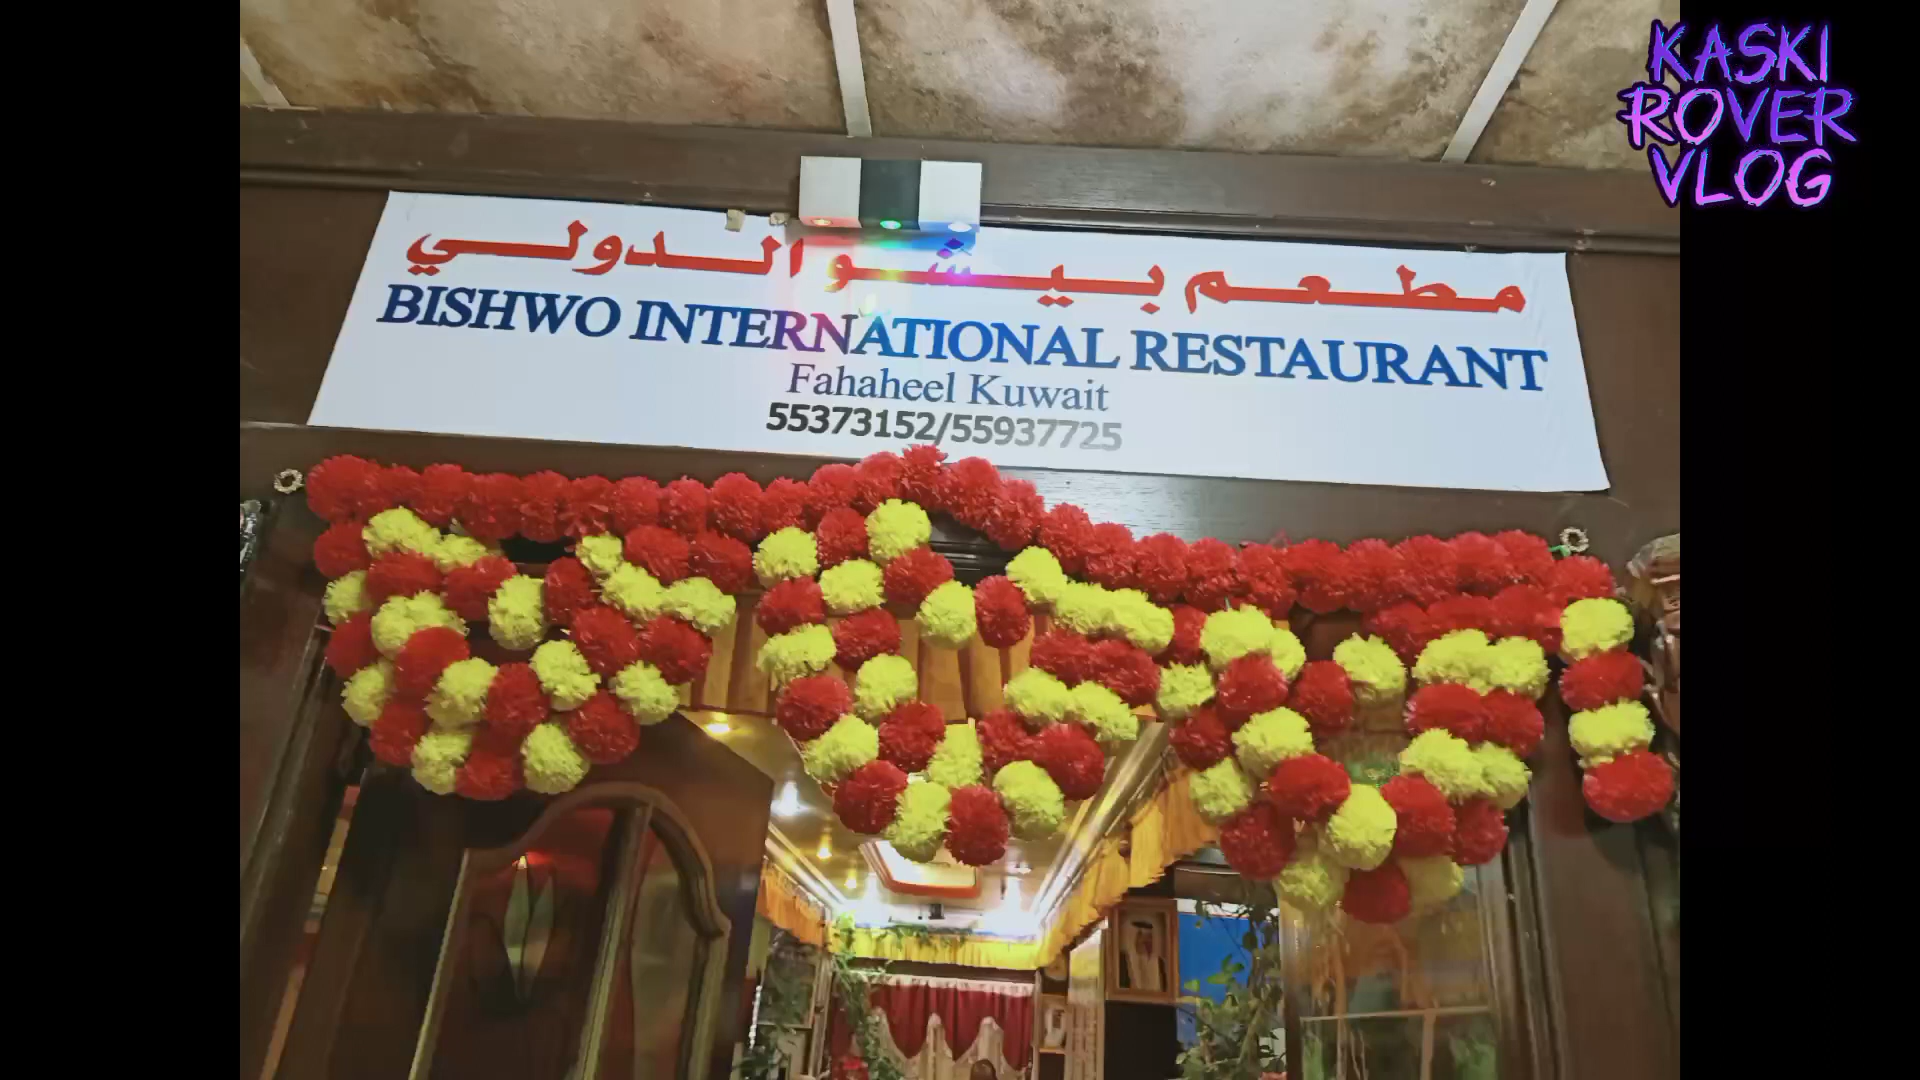 مطعم بيشو الدولي
BISHWO INTERNATIONAL RESTAURANT
Fahaheel Kuwait
55373152/55937725
KASKI
ROVER
VLOG